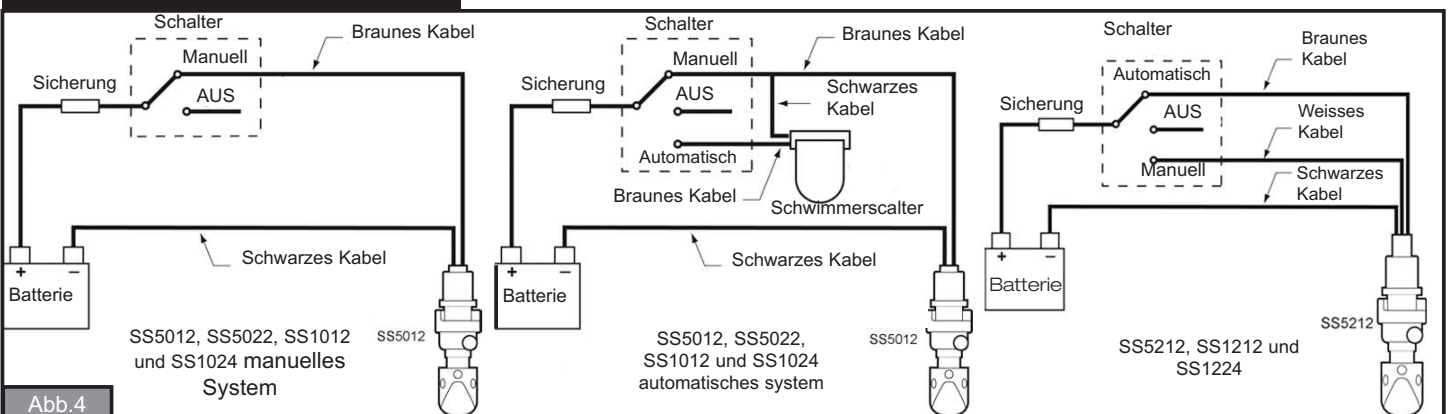 Schalter
Braunes Kabel
Manuell
Sicherung
AUS
Schwarzes Kabel
+ –
Batterie
SS5012
SS5012, SS5022, SS1012
und SS1024 manuelles
System
Abb.4
Schalter
Braunes Kabel
Manuell
Sicherung
AUS
Schwarzes
Kabel
Automatisch
Braunes Kabel
Schwimmerscalter
Schwarzes Kabel
+ –
Batterie
SS5012
SS5012, SS5022,
SS1012 und SS1024
automatisches system
Schalter
Braunes
Kabel
Automatisch
Sicherung
AUS
Weisses
Kabel
Manuell
Schwarzes
Kabel
+ –
Batterie
SS5212
SS5212, SS1212 und
SS1224